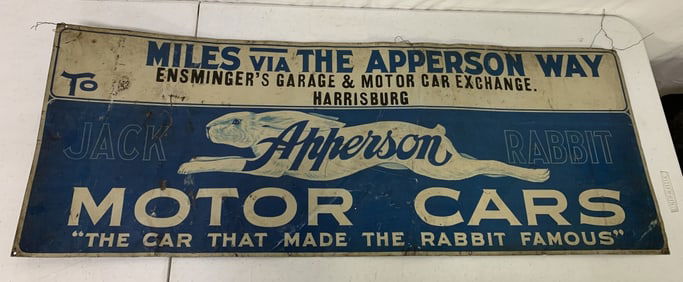 MILES VIA THE APPERSON WAY
TO
ENSMINGER'S GARAGE & MOTOR CAR EXCHANGE.
HARRISBURG
JACK Apperson RABBIT
MOTOR CARS
"THE CAR THAT MADE THE RABBIT FAMOUS"